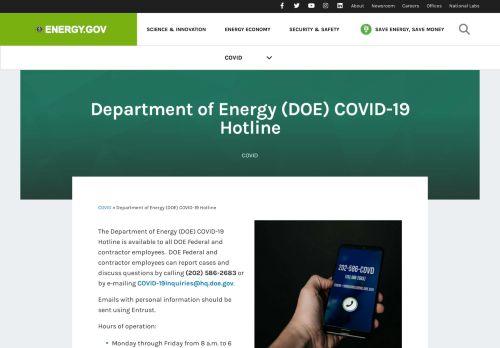 About
Newsroom
Careers
Offices
National Labs
ENERGY.GOV
SCIENCE & INNOVATION
ENERGY ECONOMY
SECURITY & SAFETY
SAVE ENERGY, SAVE MONEY
COVID
Department of Energy (DOE) COVID-19
Hotline
COVID
COVID » Department of Energy (DOE) COVID-19 Hotline
The Department of Energy (DOE) COVID-19
Hotline is available to all DOE Federal and
contractor employees. DOE Federal and
contractor employees can report cases and
discuss questions by calling (202) 586-2683 or
by e-mailing COVID-19Inquiries@hq.doe.gov.
Emails with personal information should be
sent using Entrust.
Hours of operation:
• Monday through Friday from 8 a.m. to 6
202-586-COVD